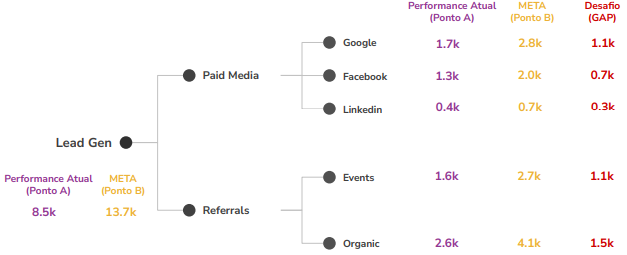 Performance Atual META Desafio
(Ponto A) (Ponto B) (GAP)
Google 1.7k 2.8k 1.1k
Paid Media
Facebook 1.3k 2.0k 0.7k
Linkedin 0.4k 0.7k 0.3k
Lead Gen
Performance Atual META
(Ponto A) (Ponto B)
8.5k 13.7k
Events 1.6k 2.7k 1.1k
Referrals
Organic 2.6k 4.1k 1.5k